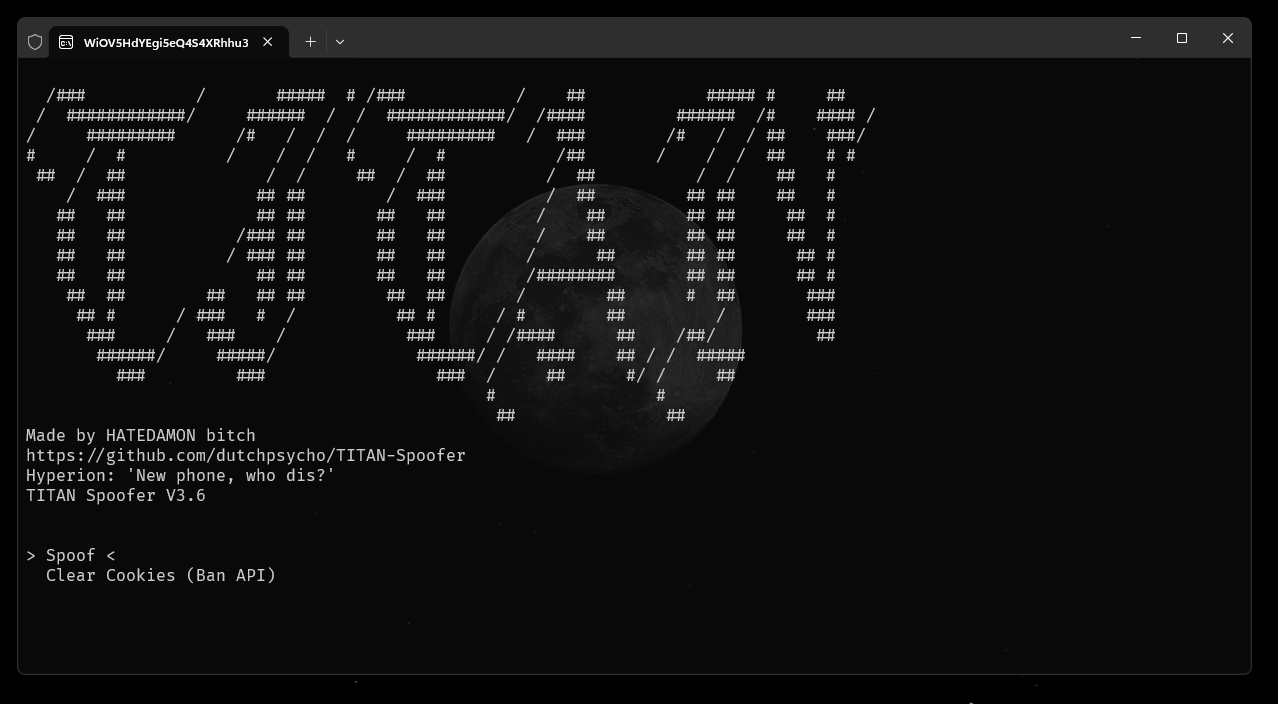 WiOV5HdYEgi5eQ4S4XRhhu3
TITAN
Made by HATEDAMON bitch
https://github.com/dutchpsycho/TITAN-Spoofer
Hyperion: 'New phone, who dis?'
TITAN Spoofer V3.6
> Spoof <
Clear Cookies (Ban API)